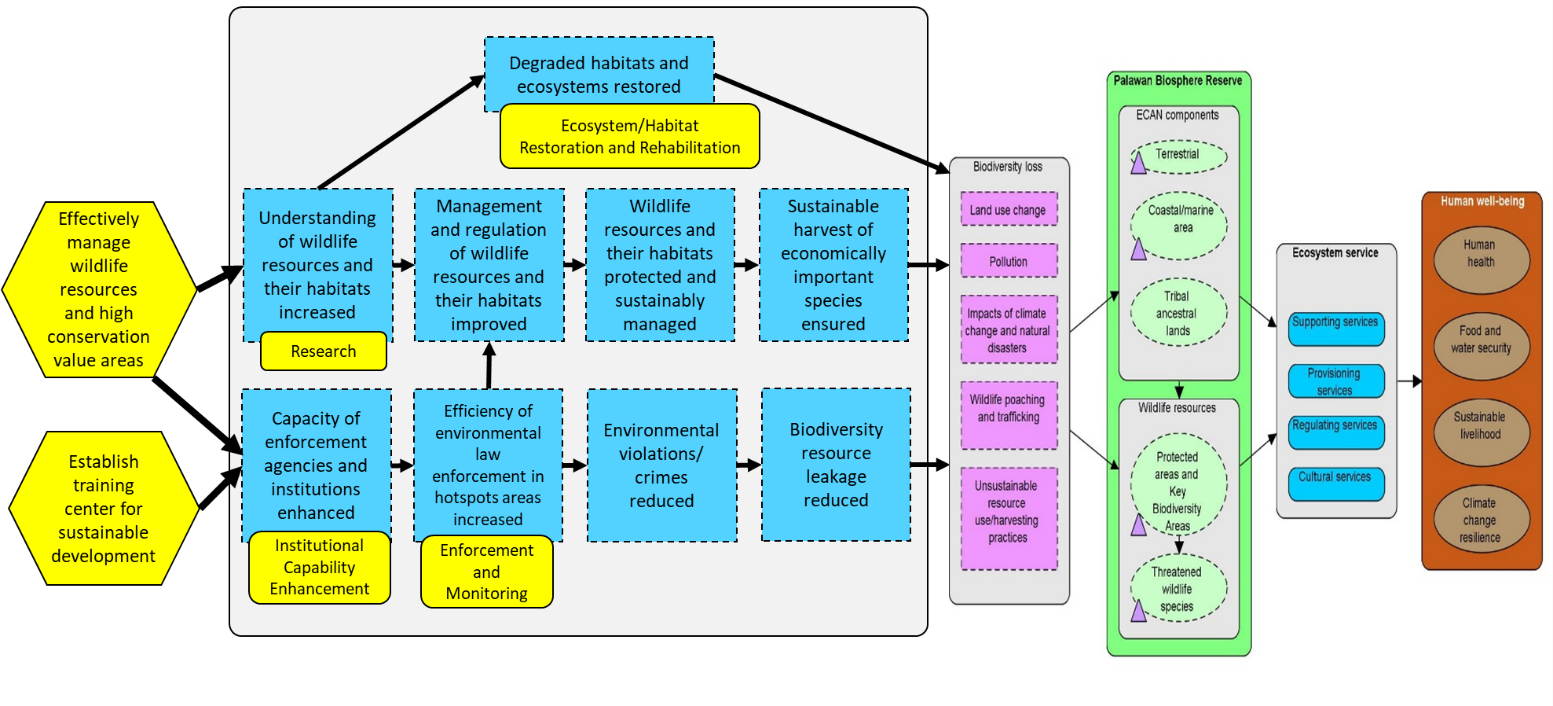 Effectively
manage
wildlife
resources
and high
conservation
value areas
Establish
training
center for
sustainable
development
Degraded habitats and
ecosystems restored
Ecosystem/Habitat
Restoration and Rehabilitation
Understanding
of wildlife
resources and
their habitats
increased
Research
Management
and regulation
of wildlife
resources and
their habitats
improved
Wildlife
resources and
their habitats
protected and
sustainably
managed
Sustainable
harvest of
economically
important
species
ensured
Capacity of
enforcement
agencies and
institutions
enhanced
Institutional
Capability
Enhancement
Efficiency of
environmental
law
enforcement in
hotspots areas
increased
Enforcement
and
Monitoring
Environmental
violations/
crimes
reduced
Biodiversity
resource
leakage
reduced
Biodiversity loss
Land use change
Pollution
Impacts of climate
change and natural
disasters
Wildlife poaching
and trafficking
Unsustainable
resource
use/harvesting
practices
Palawan Biosphere Reserve
ECAN components
Terrestrial
Coastal/marine
area
Tribal
ancestral
lands
Wildlife resources
Protected
areas and
Key
Biodiversity
Areas
Threatened
wildlife
species
Ecosystem service
Supporting services
Provisioning
services
Regulating services
Cultural services
Human well-being
Human
health
Food and
water security
Sustainable
livelihood
Climate
change
resilience